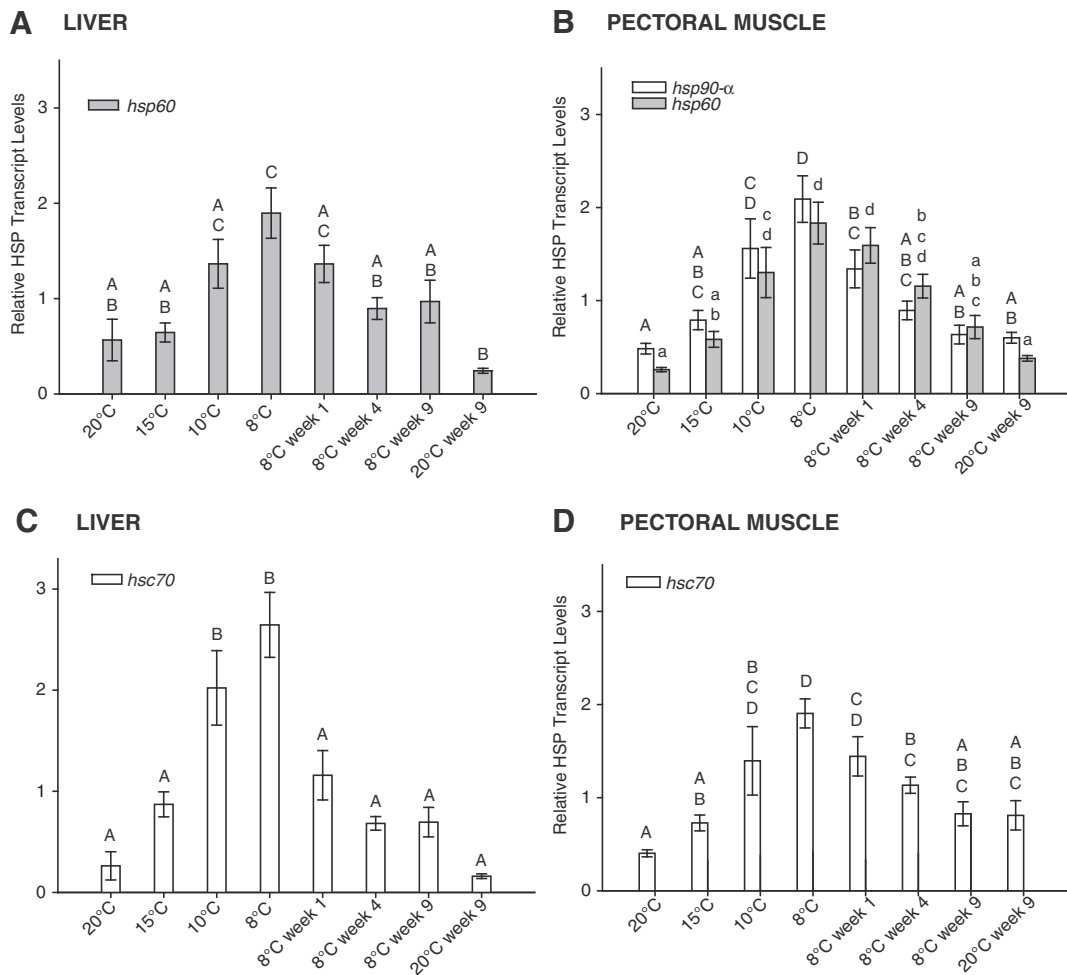 A LIVER
Relative HSP Transcript Levels
3
2
1
0
hsp60
A
B
A
B
A
C
C
A
C
A
B
A
B
B
20°C
15°C
10°C
8°C
8°C week 1
8°C week 4
8°C week 9
20°C week 9
B PECTORAL MUSCLE
Relative HSP Transcript Levels
3
2
1
0
hsp90-α
hsp60
A
a
A
B
C
a
b
C
D
c
d
D
d
B
C
d
A
B
C
b
c
d
A
B
a
b
c
A
B
a
20°C
15°C
10°C
8°C
8°C week 1
8°C week 4
8°C week 9
20°C week 9
C LIVER
3
2
1
0
hsc70
A
A
B
B
A
A
A
A
20°C
15°C
10°C
8°C
8°C week 1
8°C week 4
8°C week 9
20°C week 9
D PECTORAL MUSCLE
Relative HSP Transcript Levels
3
2
1
0
hsc70
A
A
B
B
C
D
D
C
D
B
C
A
B
C
A
B
C
20°C
15°C
10°C
8°C
8°C week 1
8°C week 4
8°C week 9
20°C week 9